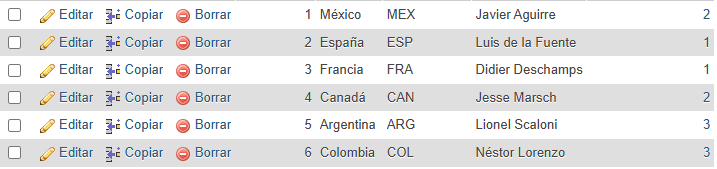 Editar Copiar Borrar 1 México MEX Javier Aguirre 2
Editar Copiar Borrar 2 España ESP Luis de la Fuente 1
Editar Copiar Borrar 3 Francia FRA Didier Deschamps 1
Editar Copiar Borrar 4 Canadá CAN Jesse Marsch 2
Editar Copiar Borrar 5 Argentina ARG Lionel Scaloni 3
Editar Copiar Borrar 6 Colombia COL Néstor Lorenzo 3